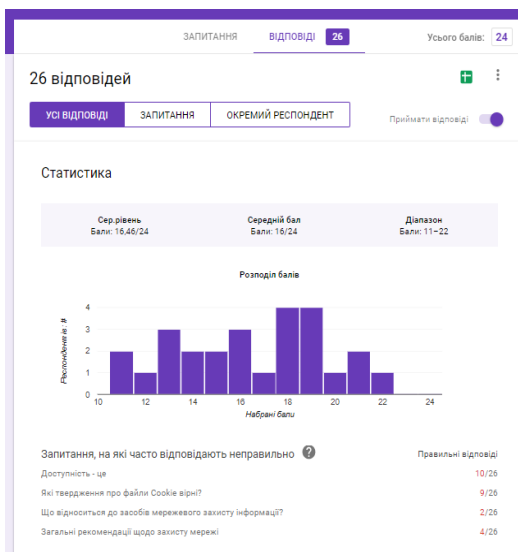 ЗАПИТАННЯ ВІДПОВІДІ 26 Усього балів: 24
26 відповідей
УСІ ВІДПОВІДІ ЗАПИТАННЯ ОКРЕМИЙ РЕСПОНДЕНТ Приймати відповіді
Статистика
Сер.рівень Середній бал Діапазон
Бали: 16,46/24 Бали: 16/24 Бали: 11–22
Розподіл балів
4
3
2
1
0
Респондентів: #
10 12 14 16 18 20 22 24
Набрані бали
Запитання, на які часто відповідають неправильно ? Правильні відповіді
Доступність - це 10/26
Які твердження про файли Cookie вірні? 9/26
Що відноситься до засобів мережевого захисту інформації? 2/26
Загальні рекомендації щодо захисту мережі 4/26